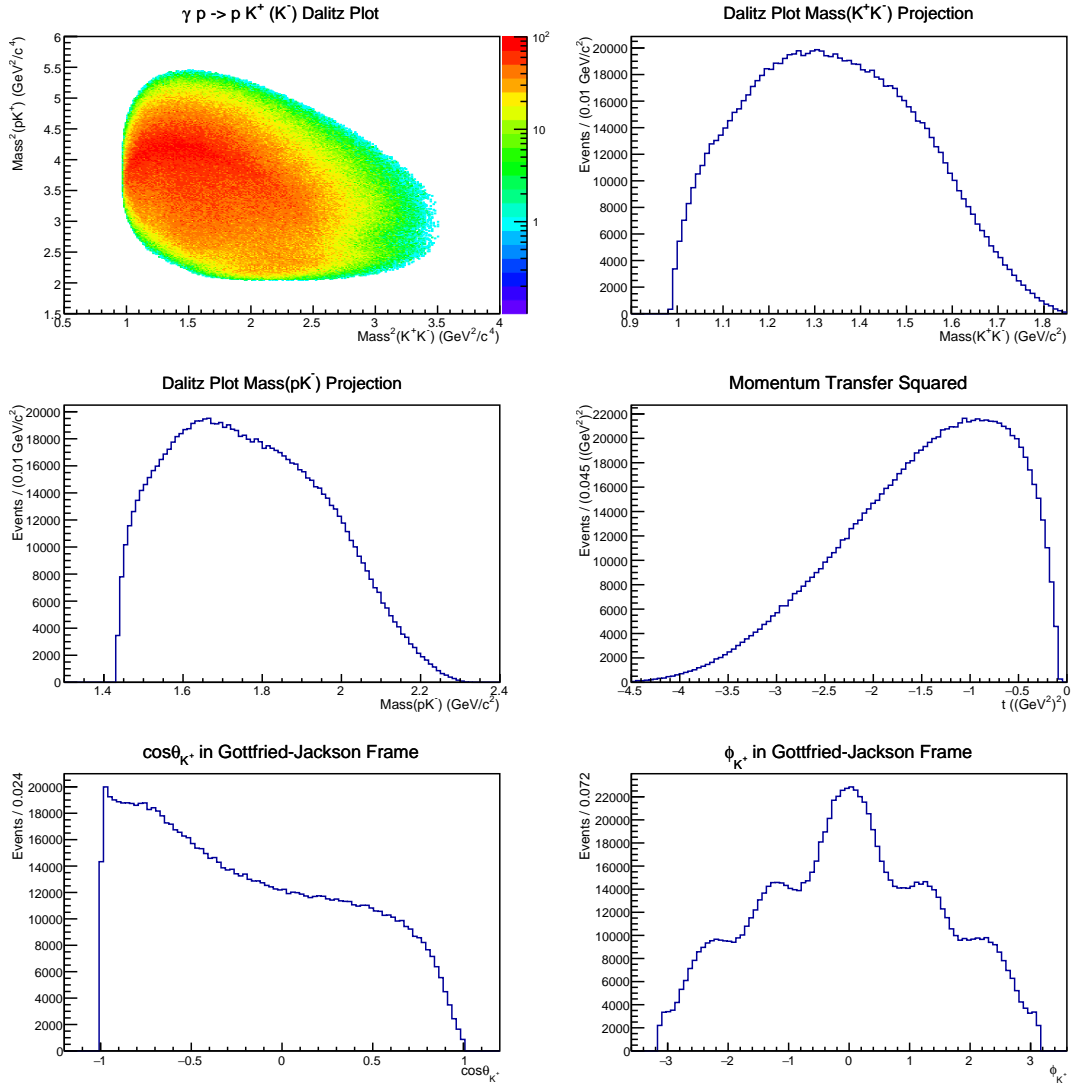 γ p -> p K⁺ (K⁻) Dalitz Plot
Mass²(pK⁺) (GeV²/c⁴)
6
5.5
5
4.5
4
3.5
3
2.5
2
1.5
0.5 1 1.5 2 2.5 3 3.5 4
Mass²(K⁺K⁻) (GeV²/c⁴)
10²
10
1
Dalitz Plot Mass(K⁺K⁻) Projection
Events / (0.01 GeV/c²)
20000
18000
16000
14000
12000
10000
8000
6000
4000
2000
0
0.9 1 1.1 1.2 1.3 1.4 1.5 1.6 1.7 1.8
Mass(K⁺K⁻) (GeV/c²)
Dalitz Plot Mass(pK⁻) Projection
Events / (0.01 GeV/c²)
20000
18000
16000
14000
12000
10000
8000
6000
4000
2000
0
1.4 1.6 1.8 2 2.2 2.4
Mass(pK⁻) (GeV/c²)
Momentum Transfer Squared
Events / (0.045 ((GeV²)²)
22000
20000
18000
16000
14000
12000
10000
8000
6000
4000
2000
0
−4.5 −4 −3.5 −3 −2.5 −2 −1.5 −1 −0.5 0
t ((GeV²)²)
cosθ_K⁺ in Gottfried-Jackson Frame
Events / 0.024
20000
18000
16000
14000
12000
10000
8000
6000
4000
2000
0
−1 −0.5 0 0.5 1
cosθ_K⁺
ϕ_K⁺ in Gottfried-Jackson Frame
Events / 0.072
22000
20000
18000
16000
14000
12000
10000
8000
6000
4000
2000
0
−3 −2 −1 0 1 2 3
ϕ_K⁺